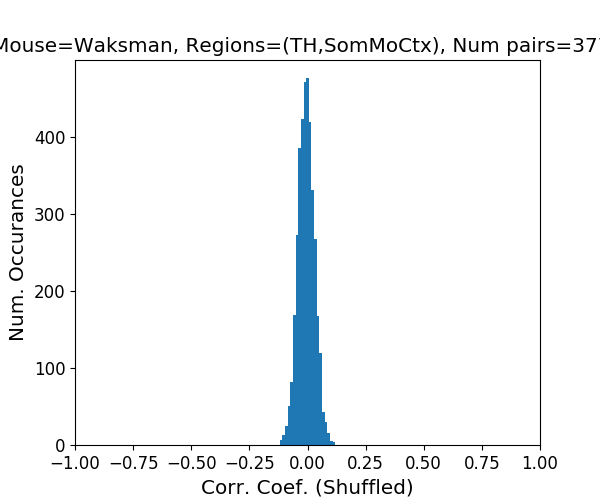 Mouse=Waksman, Regions=(TH,SomMoCtx), Num pairs=377
Num. Occurances
400
300
200
100
0
−1.00 −0.75 −0.50 −0.25 0.00 0.25 0.50 0.75 1.00
Corr. Coef. (Shuffled)